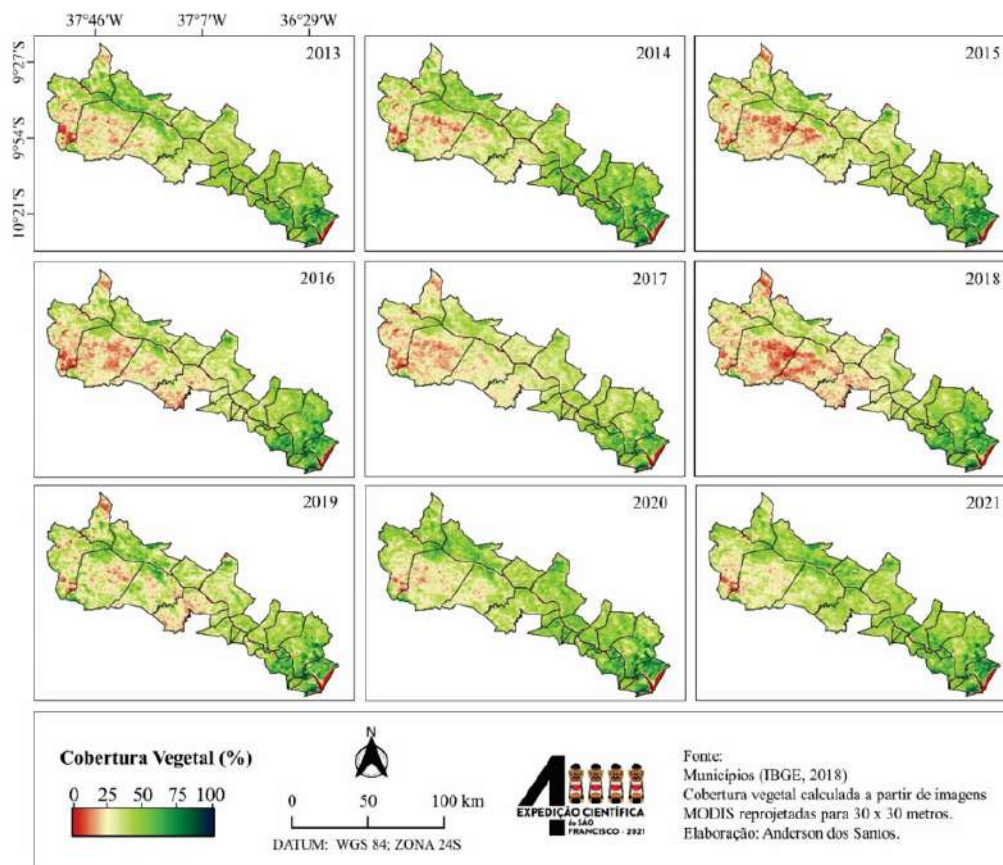 37°46'W 37°7'W 36°29'W
2013
2014
2015
9°27'S
9°54'S
10°21'S
2016
2017
2018
2019
2020
2021
Cobertura Vegetal (%)
0 25 50 75 100
N
0 50 100 km
DATUM: WGS 84; ZONA 24S
EXPEDIÇÃO CIENTÍFICA
do SÃO
FRANCISCO - 2021
Fonte:
Municípios (IBGE, 2018)
Cobertura vegetal calculada a partir de imagens
MODIS reprojetadas para 30 x 30 metros.
Elaboração: Anderson dos Santos.